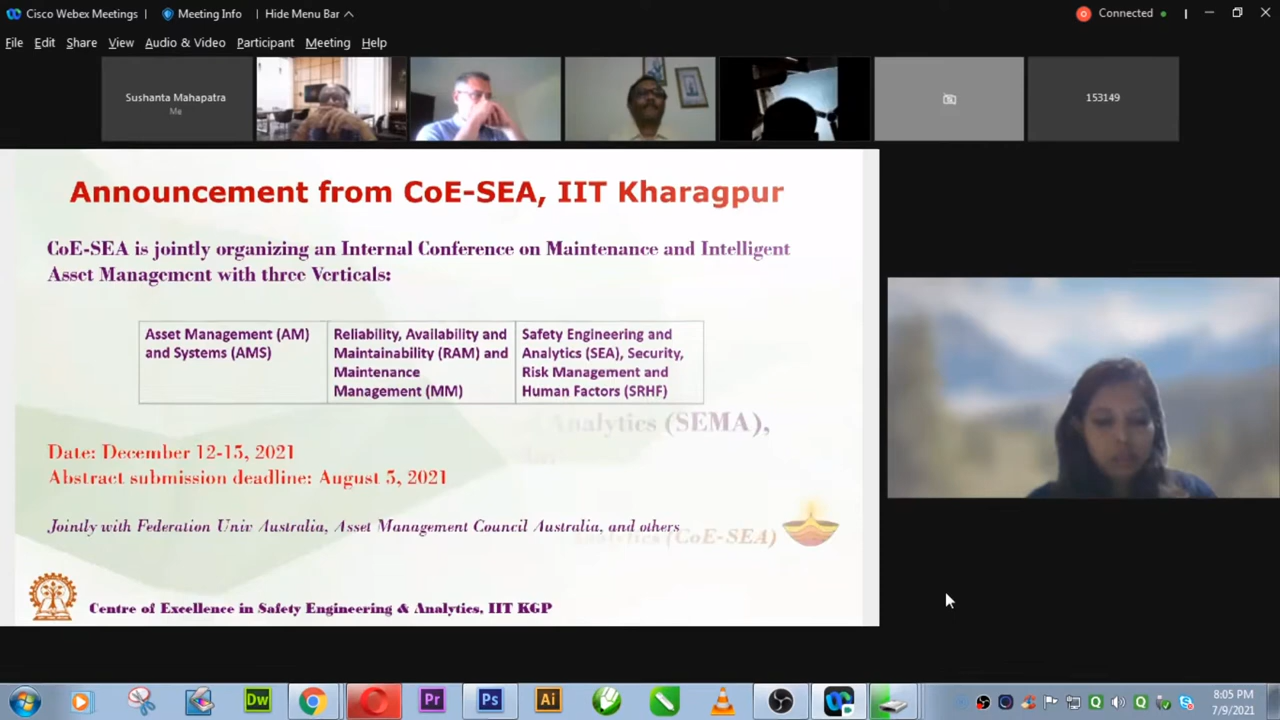 Cisco Webex Meetings | Meeting Info | Hide Menu Bar
Connected
File Edit Share View Audio & Video Participant Meeting Help
Sushanta Mahapatra
Me
153149
Announcement from CoE-SEA, IIT Kharagpur
CoE-SEA is jointly organizing an Internal Conference on Maintenance and Intelligent
Asset Management with three Verticals:
Asset Management (AM)
and Systems (AMS)
Reliability, Availability and
Maintainability (RAM) and
Maintenance
Management (MM)
Safety Engineering and
Analytics (SEA), Security,
Risk Management and
Human Factors (SRHF)
Analytics (SEMA),
Date: December 12-15, 2021
Abstract submission deadline: August 5, 2021
Jointly with Federation Univ Australia, Asset Management Council Australia, and others
Analytics (CoE-SEA)
Centre of Excellence in Safety Engineering & Analytics, IIT KGP
Dw
Pr
Ps
Ai
8:05 PM
7/9/2021